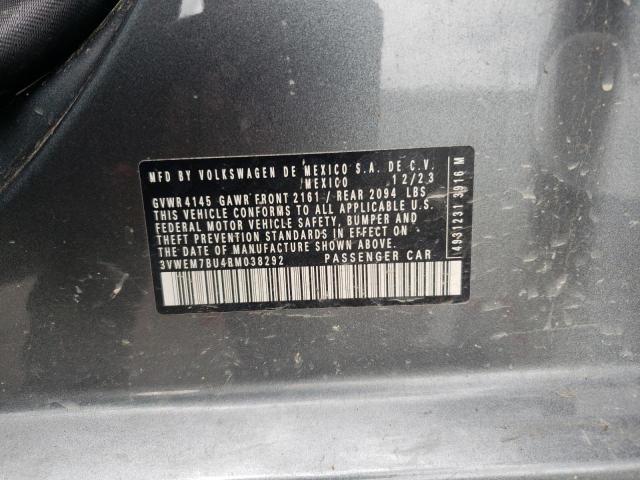 MFD BY VOLKSWAGEN DE MEXICO S.A. DE C.V.
MEXICO 12/23
GVWR 4145 GAWR FRONT 2161 / REAR 2094 LBS
THIS VEHICLE CONFORMS TO ALL APPLICABLE U.S.
FEDERAL MOTOR VEHICLE SAFETY, BUMPER AND
THEFT PREVENTION STANDARDS IN EFFECT ON THE
DATE OF MANUFACTURE SHOWN ABOVE.
3VWEM7BU4RM038292 PASSENGER CAR
4931237 3916 M